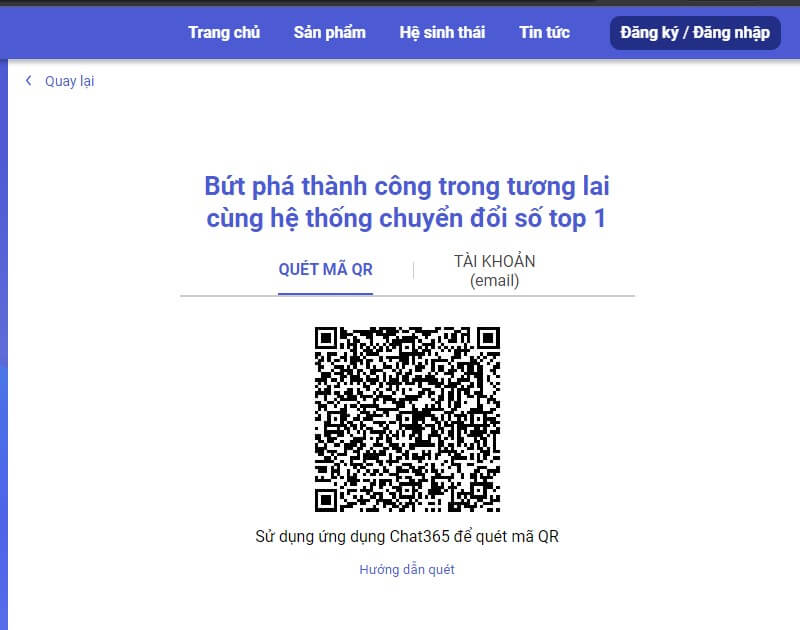 Trang chủ Sản phẩm Hệ sinh thái Tin tức Đăng ký / Đăng nhập
Quay lại
Bứt phá thành công trong tương lai
cùng hệ thống chuyển đổi số top 1
QUÉT MÃ QR
TÀI KHOẢN
(email)
Sử dụng ứng dụng Chat365 để quét mã QR
Hướng dẫn quét